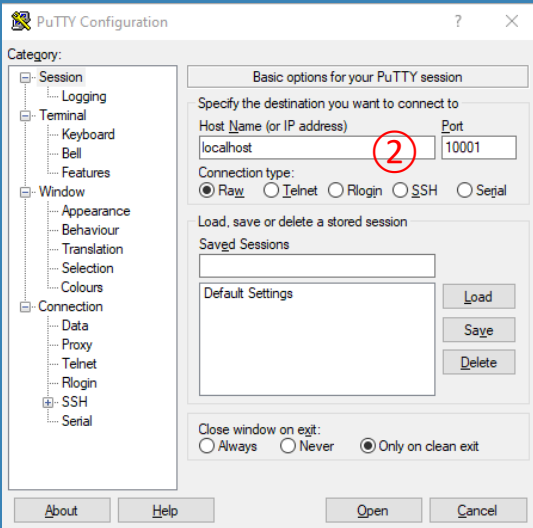 PuTTY Configuration
? ×
Category:
Session
Logging
Terminal
Keyboard
Bell
Features
Window
Appearance
Behaviour
Translation
Selection
Colours
Connection
Data
Proxy
Telnet
Rlogin
SSH
Serial
Basic options for your PuTTY session
Specify the destination you want to connect to
Host Name (or IP address) Port
localhost ② 10001
Connection type:
Raw Telnet Rlogin SSH Serial
Load, save or delete a stored session
Saved Sessions
Default Settings
Load
Save
Delete
Close window on exit:
Always Never Only on clean exit
About Help Open Cancel